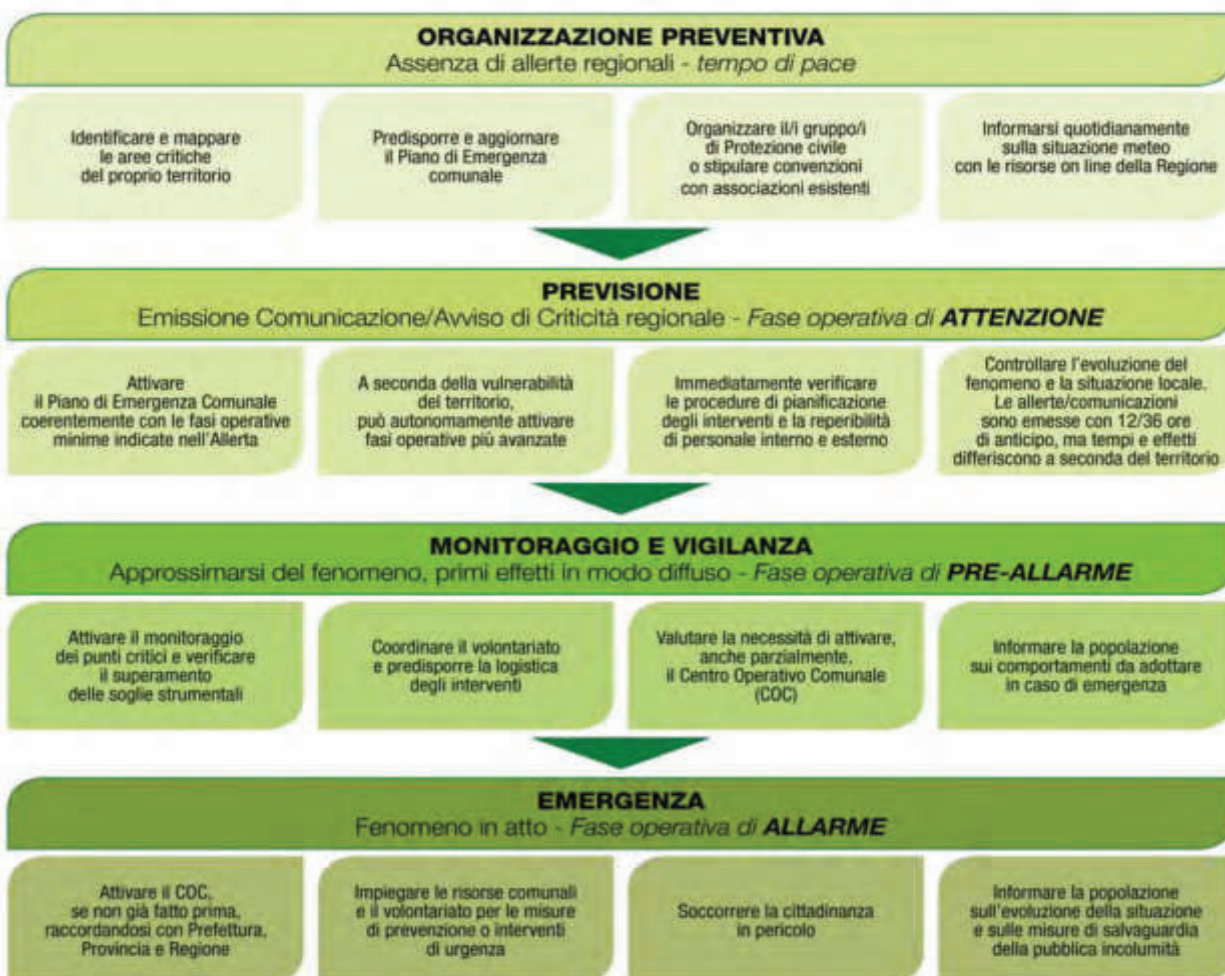 ORGANIZZAZIONE PREVENTIVA
Assenza di allerte regionali - tempo di pace
Identificare e mappare
le aree critiche
del proprio territorio
Predisporre e aggiornare
il Piano di Emergenza
comunale
Organizzare il/i gruppo/i
di Protezione civile
o stipulare convenzioni
con associazioni esistenti
Informarsi quotidianamente
sulla situazione meteo
con le risorse on line della Regione
PREVISIONE
Emissione Comunicazione/Avviso di Criticità regionale - Fase operativa di ATTENZIONE
Attivare
il Piano di Emergenza Comunale
coerentemente con le fasi operative
minime indicate nell'Allerta
A seconda della vulnerabilità
del territorio,
può autonomamente attivare
fasi operative più avanzate
Immediatamente verificare
le procedure di pianificazione
degli interventi e la reperibilità
di personale interno e esterno
Controllare l'evoluzione del
fenomeno e la situazione locale.
Le allerte/comunicazioni
sono emesse con 12/36 ore
di anticipo, ma tempi e effetti
differiscono a seconda del territorio
MONITORAGGIO E VIGILANZA
Approssimarsi del fenomeno, primi effetti in modo diffuso - Fase operativa di PRE-ALLARME
Attivare il monitoraggio
dei punti critici e verificare
il superamento
delle soglie strumentali
Coordinare il volontariato
e predisporre la logistica
degli interventi
Valutare la necessità di attivare,
anche parzialmente,
il Centro Operativo Comunale
(COC)
Informare la popolazione
sui comportamenti da adottare
in caso di emergenza
EMERGENZA
Fenomeno in atto - Fase operativa di ALLARME
Attivare il COC,
se non già fatto prima,
raccordandosi con Prefettura,
Provincia e Regione
Impiegare le risorse comunali
e il volontariato per le misure
di prevenzione o interventi
di urgenza
Soccorrere la cittadinanza
in pericolo
Informare la popolazione
sull'evoluzione della situazione
e sulle misure di salvaguardia
della pubblica incolumità